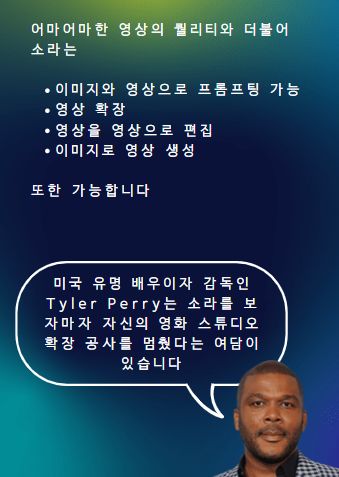 어마어마한 영상의 퀄리티와 더불어
소라는
• 이미지와 영상으로 프롬프팅 가능
• 영상 확장
• 영상을 영상으로 편집
• 이미지로 영상 생성
또한 가능합니다
미국 유명 배우이자 감독인
Tyler Perry는 소라를 보
자마자 자신의 영화 스튜디오
확장 공사를 멈췄다는 여담이
있습니다